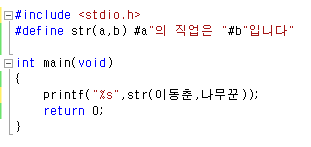 #include <stdio.h>
#define str(a,b) #a"의 직업은 "#b"입니다"
int main(void)
{
printf("%s",str(이동춘,나무꾼));
return 0;
}